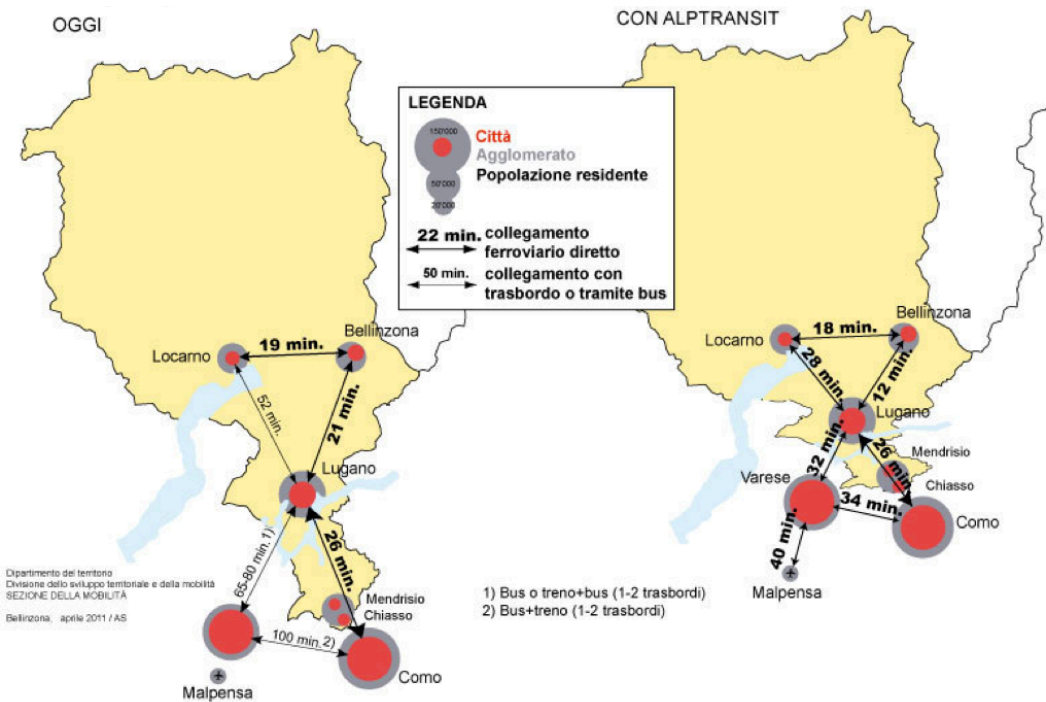 OGGI
CON ALPTRANSIT
LEGENDA
150'000
Città
Agglomerato
Popolazione residente
50'000
20'000
22 min.
collegamento
ferroviario diretto
50 min.
collegamento con
trasbordo o tramite bus
Locarno
19 min.
Bellinzona
52 min.
21 min.
Lugano
65-80 min. 1)
26 min.
Mendrisio
Chiasso
100 min. 2)
Malpensa
Como
Dipartimento del territorio
Divisione dello sviluppo territoriale e della mobilità
SEZIONE DELLA MOBILITÀ
Bellinzona, aprile 2011 / AS
Locarno
18 min.
Bellinzona
28 min.
12 min.
Lugano
32 min.
26 min.
Mendrisio
Varese
Chiasso
34 min.
Como
40 min.
Malpensa
1) Bus o treno+bus (1-2 trasbordi)
2) Bus+treno (1-2 trasbordi)